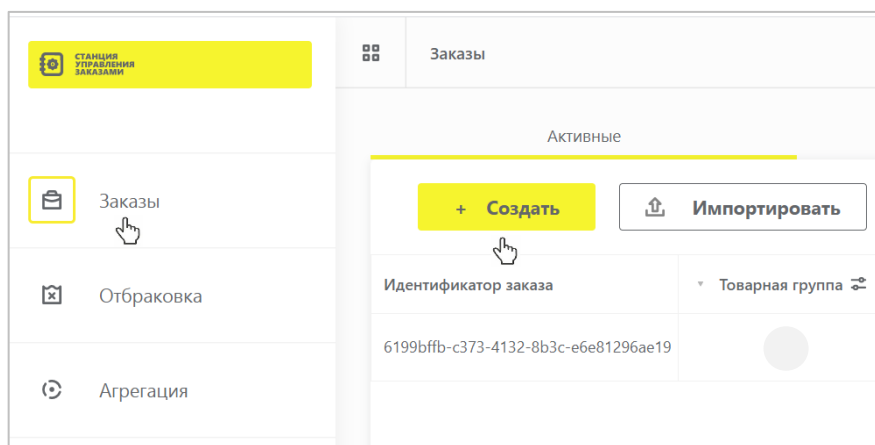 СТАНЦИЯ
УПРАВЛЕНИЯ
ЗАКАЗАМИ
Заказы
Активные
Заказы
+ Создать
Импортировать
Идентификатор заказа
Товарная группа
6199bffb-c373-4132-8b3c-e6e81296ae19
Отбраковка
Агрегация